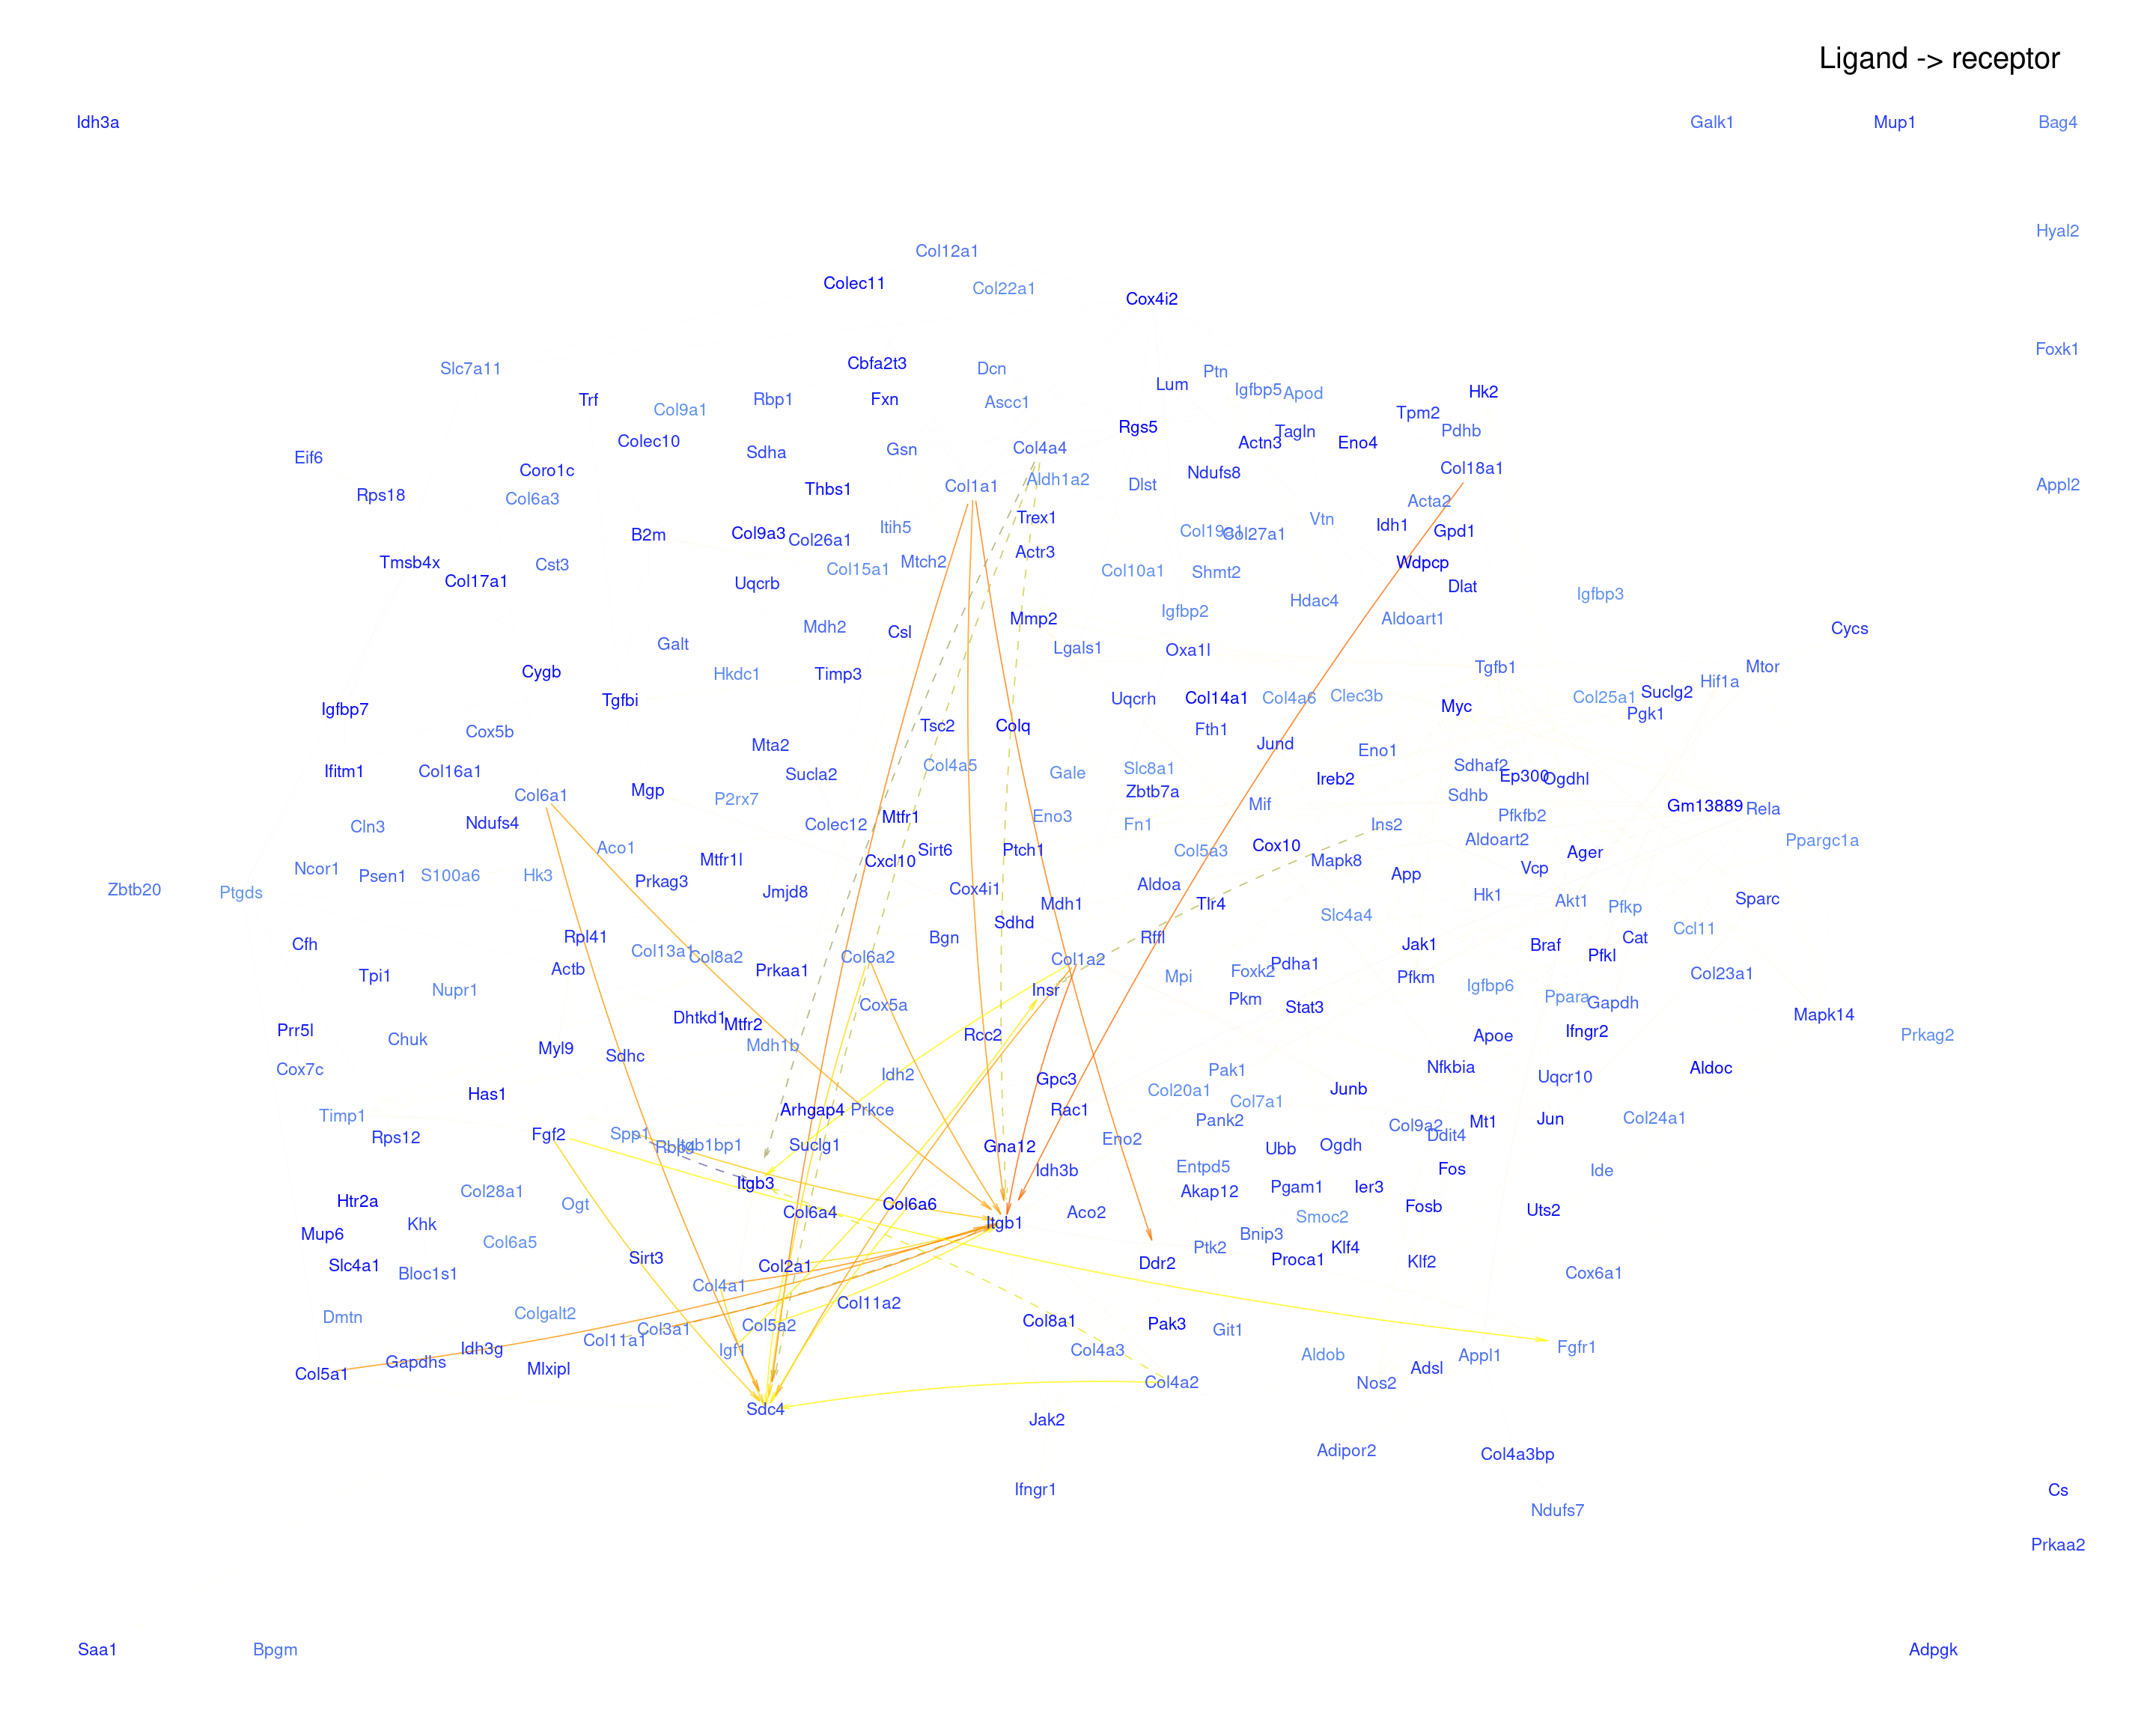 Ligand -> receptor
Idh3a
Galk1
Mup1
Bag4
Hyal2
Col12a1
Colec11
Col22a1
Cox4i2
Foxk1
Cbfa2t3
Slc7a11
Dcn
Ptn
Lum
Igfbp5
Apod
Hk2
Trf
Col9a1
Rbp1
Fxn
Ascc1
Tpm2
Rgs5
Tagln
Pdhb
Colec10
Actn3
Eno4
Sdha
Gsn
Col4a4
Eif6
Coro1c
Ndufs8
Col18a1
Aldh1a2
Col1a1
Dlst
Appl2
Thbs1
Rps18
Col6a3
Acta2
Trex1
Vtn
Idh1
Itih5
B2m
Col9a3
Col26a1
Col19a1
Col27a1
Gpd1
Actr3
Tmsb4x
Cst3
Mtch2
Wdpcp
Col15a1
Col10a1
Shmt2
Col17a1
Uqcrb
Dlat
Igfbp3
Hdac4
Igfbp2
Mmp2
Aldoart1
Mdh2
Csl
Cycs
Galt
Lgals1
Oxa1l
Cygb
Hkdc1
Timp3
Tgfb1
Mtor
Hif1a
Tgfbi
Uqcrh
Col14a1
Col4a6
Clec3b
Col25a1
Suclg2
Igfbp7
Myc
Pgk1
Cox5b
Tsc2
Colq
Fth1
Mta2
Jund
Eno1
Ifitm1
Col16a1
Sucla2
Col4a5
Gale
Slc8a1
Ireb2
Sdhaf2
Ep300
Ogdhl
Col6a1
Mgp
P2rx7
Zbtb7a
Sdhb
Mif
Gm13889
Rela
Cln3
Ndufs4
Colec12
Mtfr1
Eno3
Fn1
Ins2
Pfkfb2
Aco1
Sirt6
Ptch1
Col5a3
Cox10
Aldoart2
Ager
Ppargc1a
Mtfr1l
Cxcl10
Mapk8
Ncor1
Psen1
S100a6
Hk3
Prkag3
Vcp
App
Zbtb20
Ptgds
Jmjd8
Cox4i1
Aldoa
Hk1
Akt1
Sparc
Mdh1
Tlr4
Pfkp
Slc4a4
Sdhd
Ccl11
Cfh
Rpl41
Bgn
Rffl
Jak1
Braf
Cat
Col13a1
Col8a2
Col6a2
Col1a2
Pfkl
Tpi1
Actb
Prkaa1
Mpi
Foxk2
Pdha1
Pfkm
Col23a1
Nupr1
Insr
Igfbp6
Cox5a
Pkm
Stat3
Ppara
Gapdh
Dhtkd1
Mtfr2
Mapk14
Prr5l
Chuk
Rcc2
Apoe
Ifngr2
Prkag2
Myl9
Sdhc
Mdh1b
Cox7c
Idh2
Gpc3
Pak1
Nfkbia
Uqcr10
Aldoc
Has1
Col20a1
Col7a1
Junb
Timp1
Arhgap4
Prkce
Rac1
Pank2
Col9a2
Mt1
Jun
Col24a1
Rps12
Fgf2
Spp1
Rbp4
Itgb1bp1
Suclg1
Gna12
Eno2
Ubb
Ogdh
Ddit4
Idh3b
Entpd5
Fos
Ide
Itgb3
Col28a1
Akap12
Pgam1
Ier3
Htr2a
Ogt
Col6a4
Col6a6
Aco2
Fosb
Uts2
Khk
Itgb1
Smoc2
Mup6
Col6a5
Bnip3
Ptk2
Klf4
Slc4a1
Bloc1s1
Sirt3
Col2a1
Ddr2
Proca1
Klf2
Cox6a1
Col4a1
Col11a2
Dmtn
Colgalt2
Col5a2
Col8a1
Pak3
Git1
Col11a1
Col3a1
Idh3g
Igf1
Col4a3
Fgfr1
Aldob
Appl1
Col5a1
Gapdhs
Mlxipl
Adsl
Col4a2
Nos2
Sdc4
Jak2
Adipor2
Col4a3bp
Ifngr1
Cs
Ndufs7
Prkaa2
Saa1
Bpgm
Adpgk